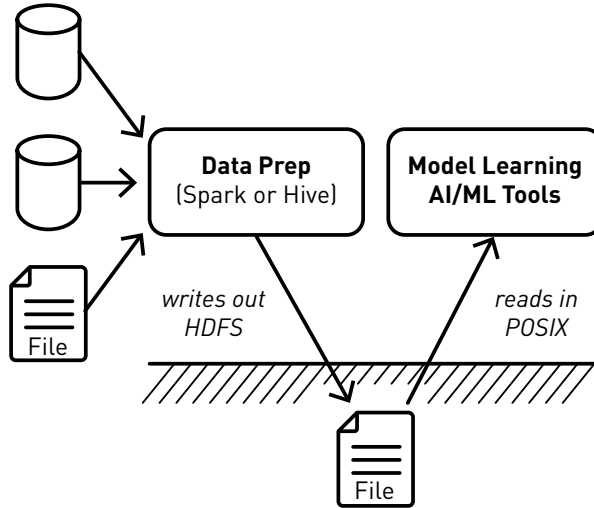 Data Prep
(Spark or Hive)
Model Learning
AI/ML Tools
writes out
HDFS
reads in
POSIX
File
File